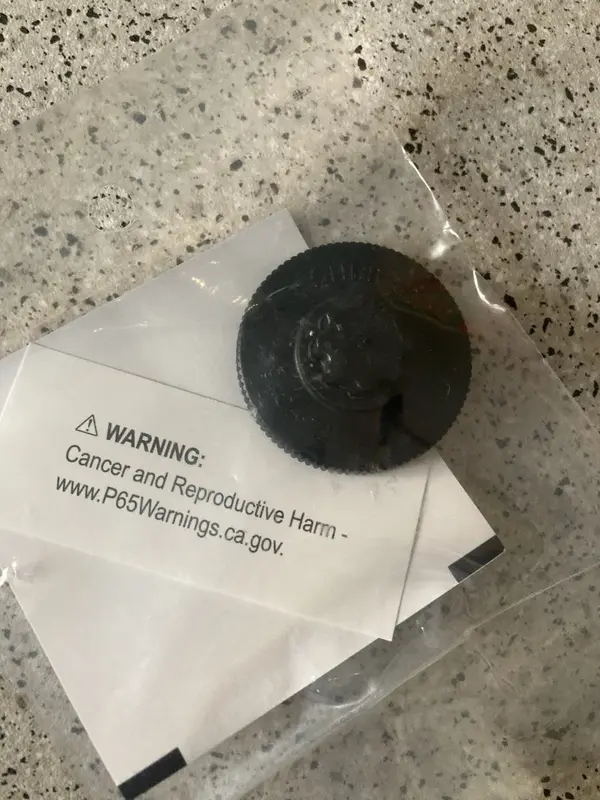 ⚠ WARNING:
Cancer and Reproductive Harm -
www.P65Warnings.ca.gov.